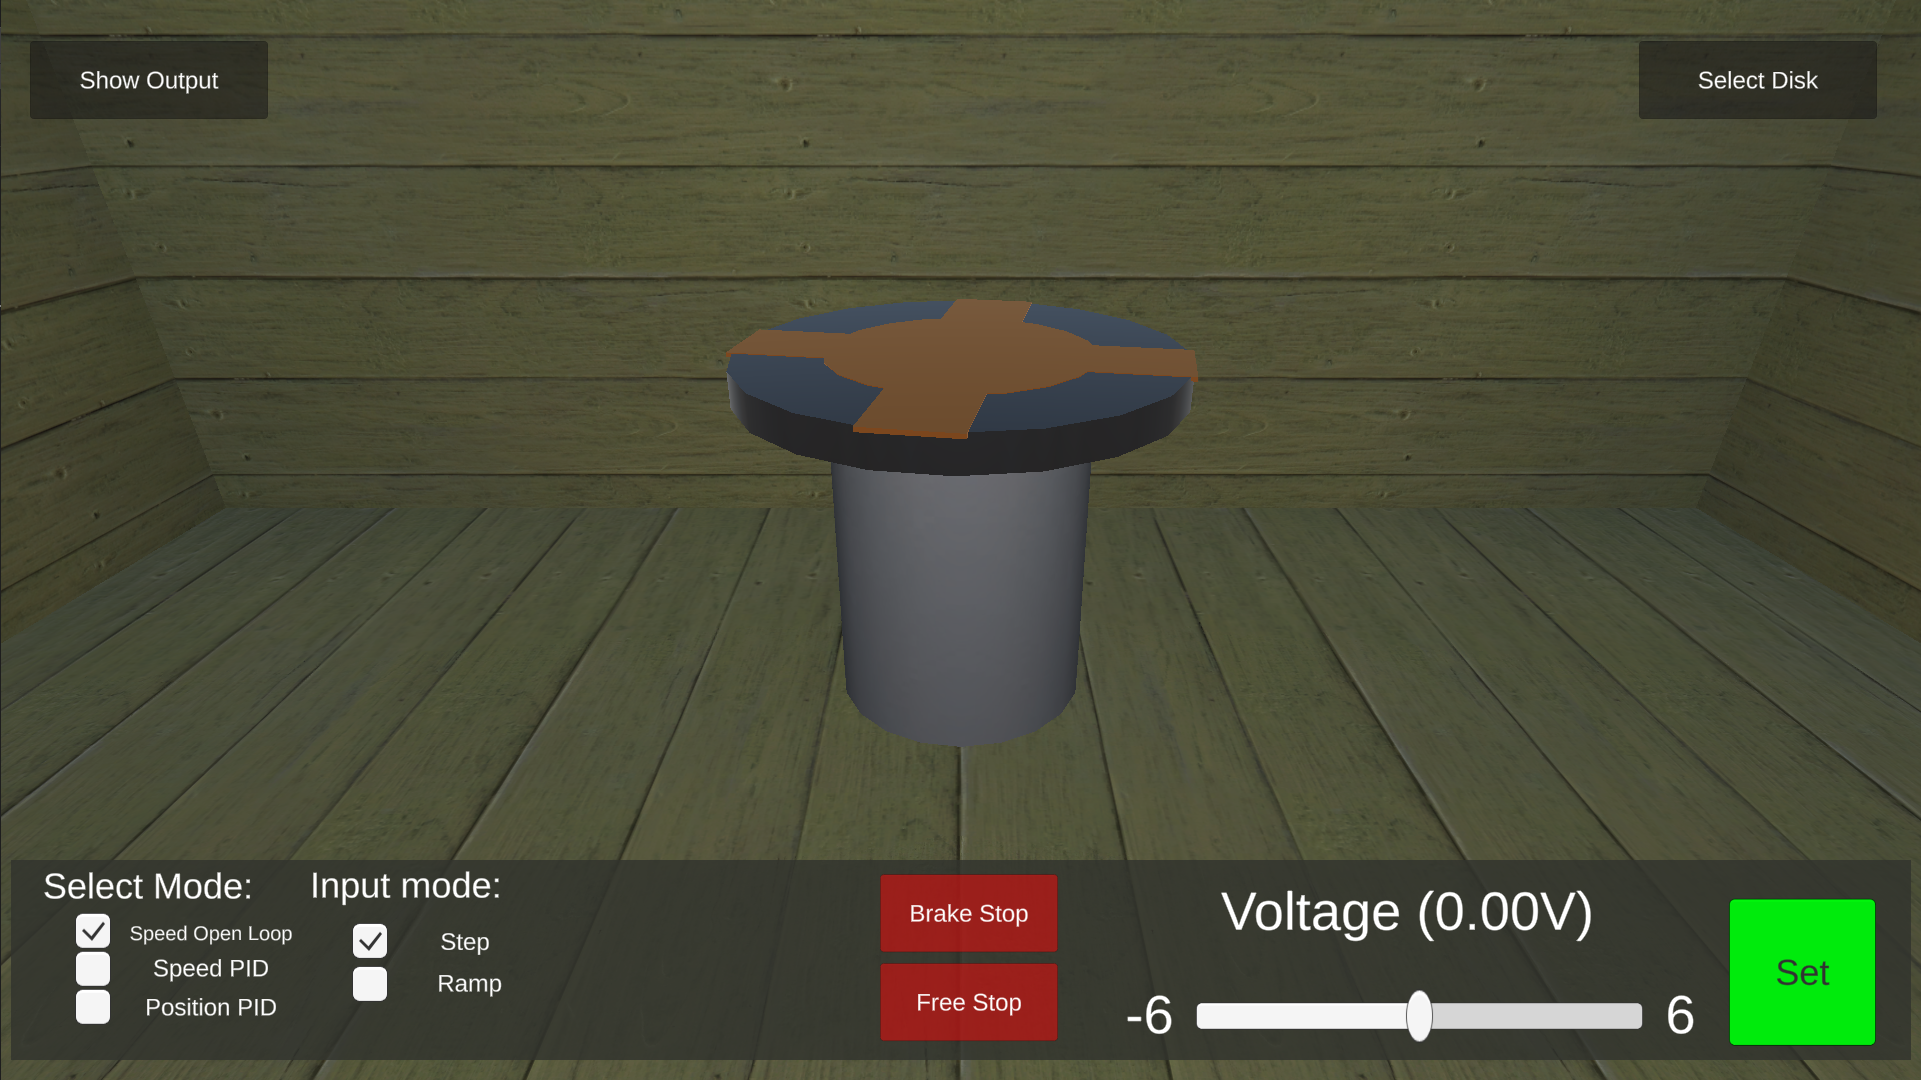 Show Output
Select Disk
Select Mode:
Speed Open Loop
Speed PID
Position PID
Input mode:
Step
Ramp
Brake Stop
Free Stop
Voltage (0.00V)
-6
6
Set